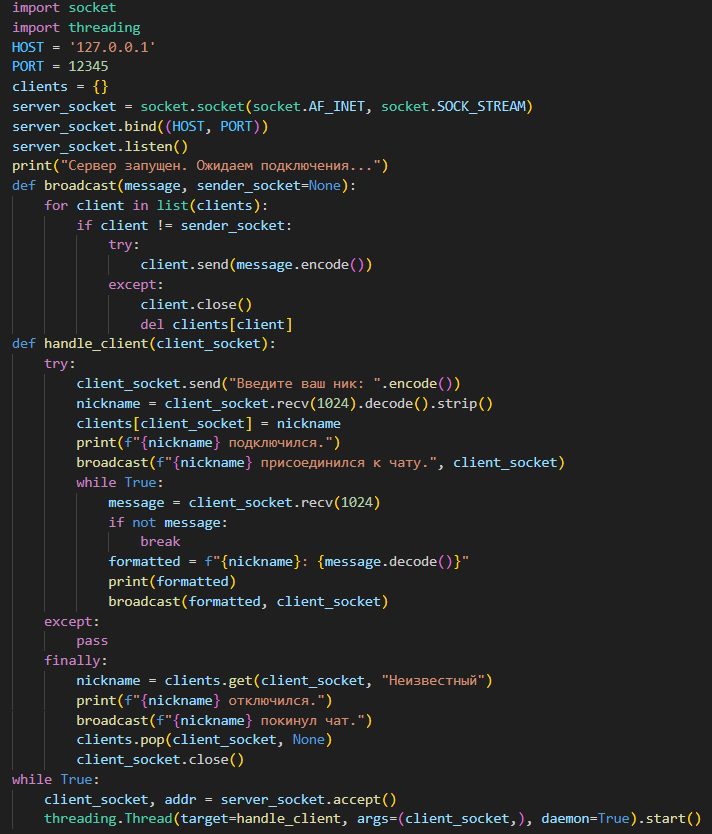 import socket
import threading
HOST = '127.0.0.1'
PORT = 12345
clients = {}
server_socket = socket.socket(socket.AF_INET, socket.SOCK_STREAM)
server_socket.bind((HOST, PORT))
server_socket.listen()
print("Сервер запущен. Ожидаем подключения...")
def broadcast(message, sender_socket=None):
    for client in list(clients):
        if client != sender_socket:
            try:
                client.send(message.encode())
            except:
                client.close()
                del clients[client]
def handle_client(client_socket):
    try:
        client_socket.send("Введите ваш ник: ".encode())
        nickname = client_socket.recv(1024).decode().strip()
        clients[client_socket] = nickname
        print(f"{nickname} подключился.")
        broadcast(f"{nickname} присоединился к чату.", client_socket)
        while True:
            message = client_socket.recv(1024)
            if not message:
                break
            formatted = f"{nickname}: {message.decode()}"
            print(formatted)
            broadcast(formatted, client_socket)
    except:
        pass
    finally:
        nickname = clients.get(client_socket, "Неизвестный")
        print(f"{nickname} отключился.")
        broadcast(f"{nickname} покинул чат.")
        clients.pop(client_socket, None)
        client_socket.close()
while True:
    client_socket, addr = server_socket.accept()
    threading.Thread(target=handle_client, args=(client_socket,), daemon=True).start()